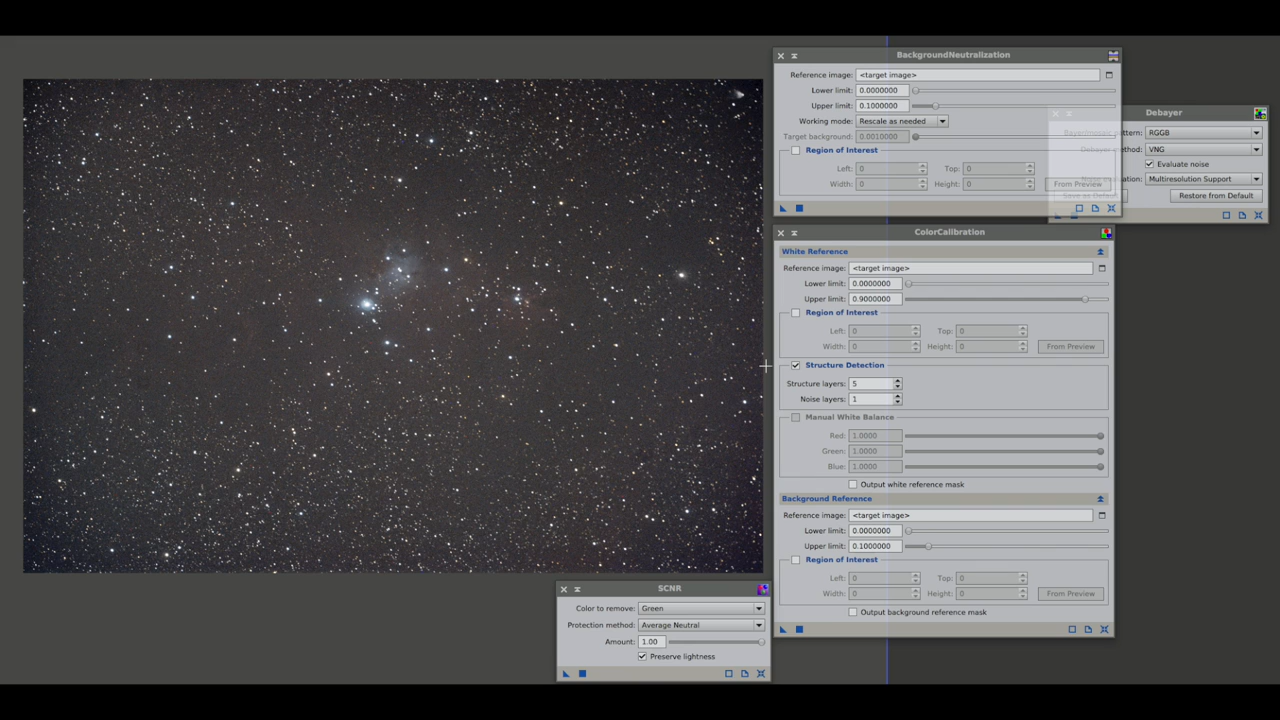 BackgroundNeutralization
Reference image: <target image>
Lower limit: 0.0000000
Upper limit: 0.1000000
Working mode: Rescale as needed
Target background: 0.0010000
Region of Interest
Left: 0 Top: 0
Width: 0 Height: 0 From Preview
Debayer
pattern: RGGB
method: VNG
Evaluate noise
Multiresolution Support
Save as Default Restore from Default
ColorCalibration
White Reference
Reference image: <target image>
Lower limit: 0.0000000
Upper limit: 0.9000000
Region of Interest
Left: 0 Top: 0
Width: 0 Height: 0 From Preview
Structure Detection
Structure layers: 5
Noise layers: 1
Manual White Balance
Red: 1.0000
Green: 1.0000
Blue: 1.0000
Output white reference mask
Background Reference
Reference image: <target image>
Lower limit: 0.0000000
Upper limit: 0.1000000
Region of Interest
Left: 0 Top: 0
Width: 0 Height: 0 From Preview
Output background reference mask
SCNR
Color to remove: Green
Protection method: Average Neutral
Amount: 1.00
Preserve lightness